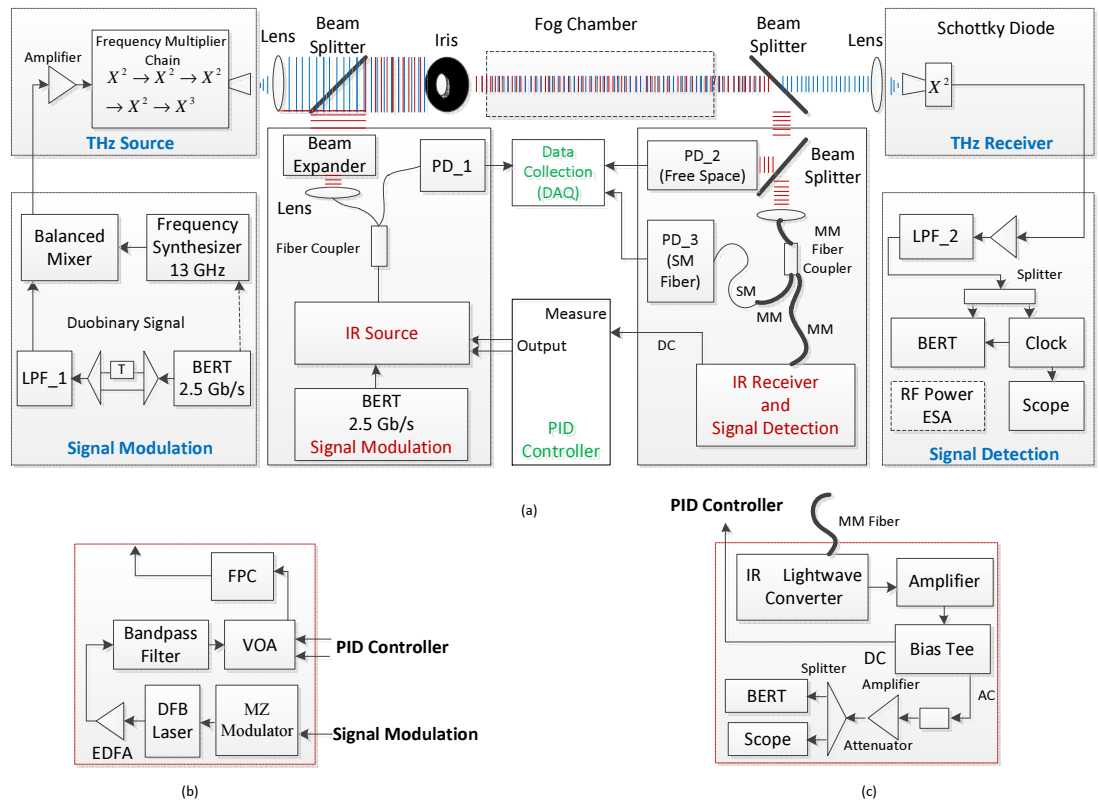 Amplifier
Frequency Multiplier
Chain
X² → X² → X²
→ X² → X³
THz Source
Lens
Beam
Splitter
Iris
Fog Chamber
Beam
Splitter
Lens
Schottky Diode
X²
THz Receiver
Beam
Expander
Lens
Fiber Coupler
PD_1
Data
Collection
(DAQ)
PD_2
(Free Space)
Beam
Splitter
PD_3
(SM
Fiber)
MM
Fiber
Coupler
SM
MM
MM
Balanced
Mixer
Frequency
Synthesizer
13 GHz
Duobinary Signal
LPF_1
T
BERT
2.5 Gb/s
Signal Modulation
IR Source
BERT
2.5 Gb/s
Signal Modulation
Measure
Output
PID
Controller
DC
IR Receiver
and
Signal Detection
LPF_2
Splitter
BERT
Clock
RF Power
ESA
Scope
Signal Detection
(a)
FPC
Bandpass
Filter
VOA
PID Controller
EDFA
DFB
Laser
MZ
Modulator
Signal Modulation
(b)
PID Controller
MM Fiber
IR Lightwave
Converter
Amplifier
Bias Tee
DC
AC
Splitter
Amplifier
BERT
Scope
Attenuator
(c)